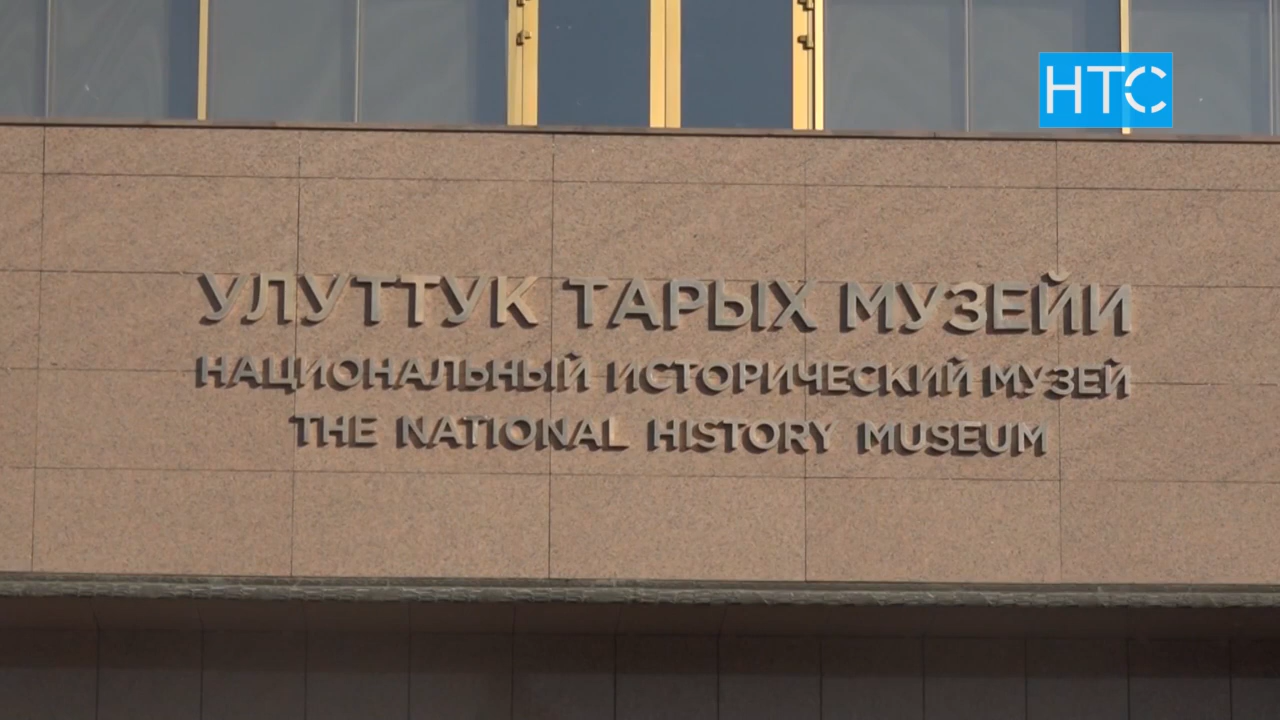 НТС
УЛУТТУК ТАРЫХ МУЗЕЙИ
НАЦИОНАЛЬНЫЙ ИСТОРИЧЕСКИЙ МУЗЕЙ
THE NATIONAL HISTORY MUSEUM